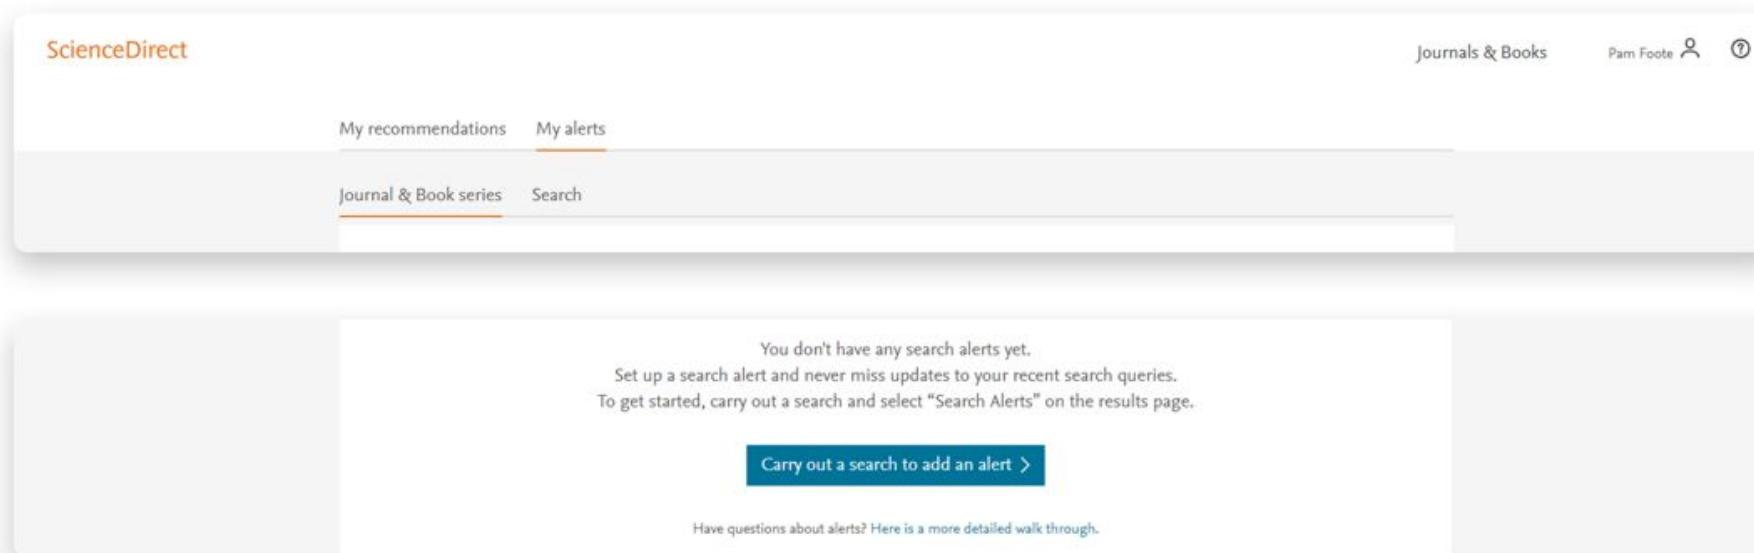 ScienceDirect
Journals & Books
Pam Foote
My recommendations
My alerts
Journal & Book series
Search
You don't have any search alerts yet.
Set up a search alert and never miss updates to your recent search queries.
To get started, carry out a search and select “Search Alerts” on the results page.
Carry out a search to add an alert >
Have questions about alerts? Here is a more detailed walk through.